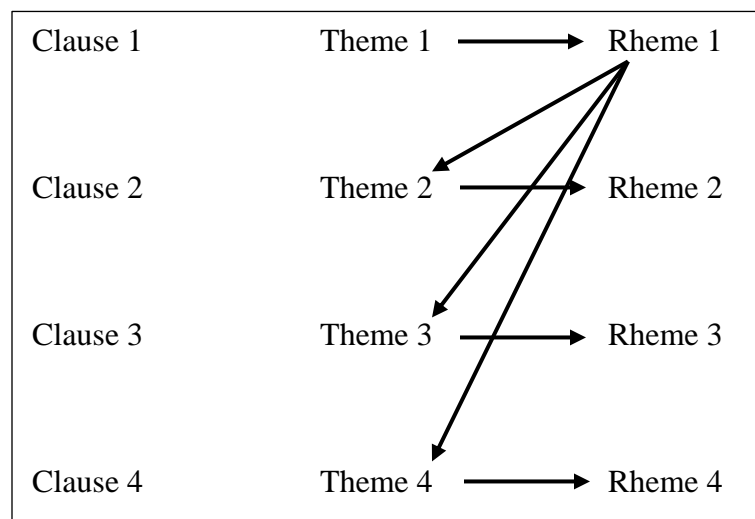 Clause 1 Theme 1 Rheme 1
Clause 2 Theme 2 Rheme 2
Clause 3 Theme 3 Rheme 3
Clause 4 Theme 4 Rheme 4